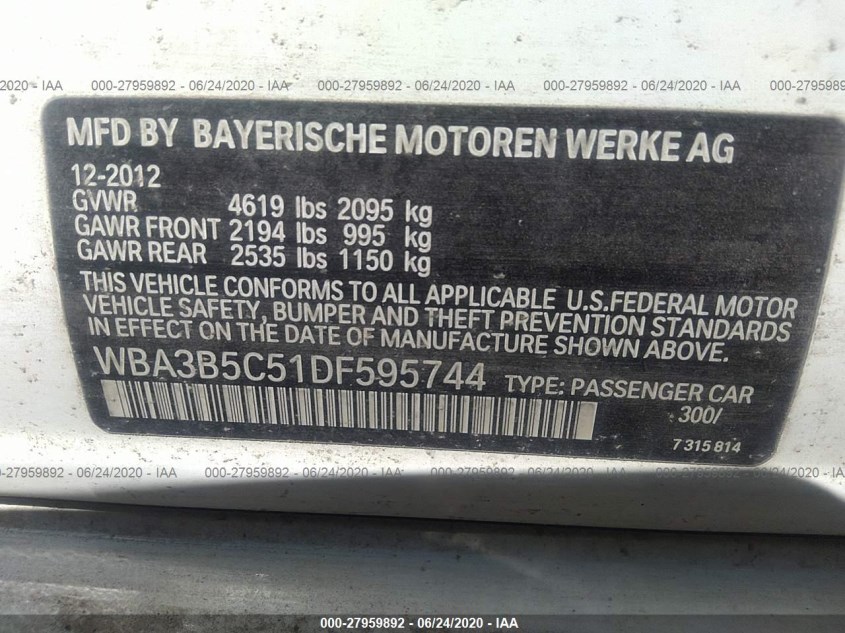 2020 - IAA 000-27959892 - 06/24/2020 - IAA 000-27959892 - 06/24/2020 - IAA 000-27959892 - 06/24/2020 - IAA 000-279598
MFD BY BAYERISCHE MOTOREN WERKE AG
12-2012
GVWR 4619 lbs 2095 kg
GAWR FRONT 2194 lbs 995 kg
GAWR REAR 2535 lbs 1150 kg
THIS VEHICLE CONFORMS TO ALL APPLICABLE U.S.FEDERAL MOTOR
VEHICLE SAFETY, BUMPER AND THEFT PREVENTION STANDARDS
IN EFFECT ON THE DATE OF MANUFACTURE SHOWN ABOVE.
WBA3B5C51DF595744 TYPE: PASSENGER CAR
300/
7 315 814
000-27959892 - 06/24/2020 - IAA 000-27959892 - 06/24/2020 - IAA 000-27959892 - 06/24/2020 - IAA 000-27959892 - 06/24/2020 - IAA
000-27959892 - 06/24/2020 - IAA